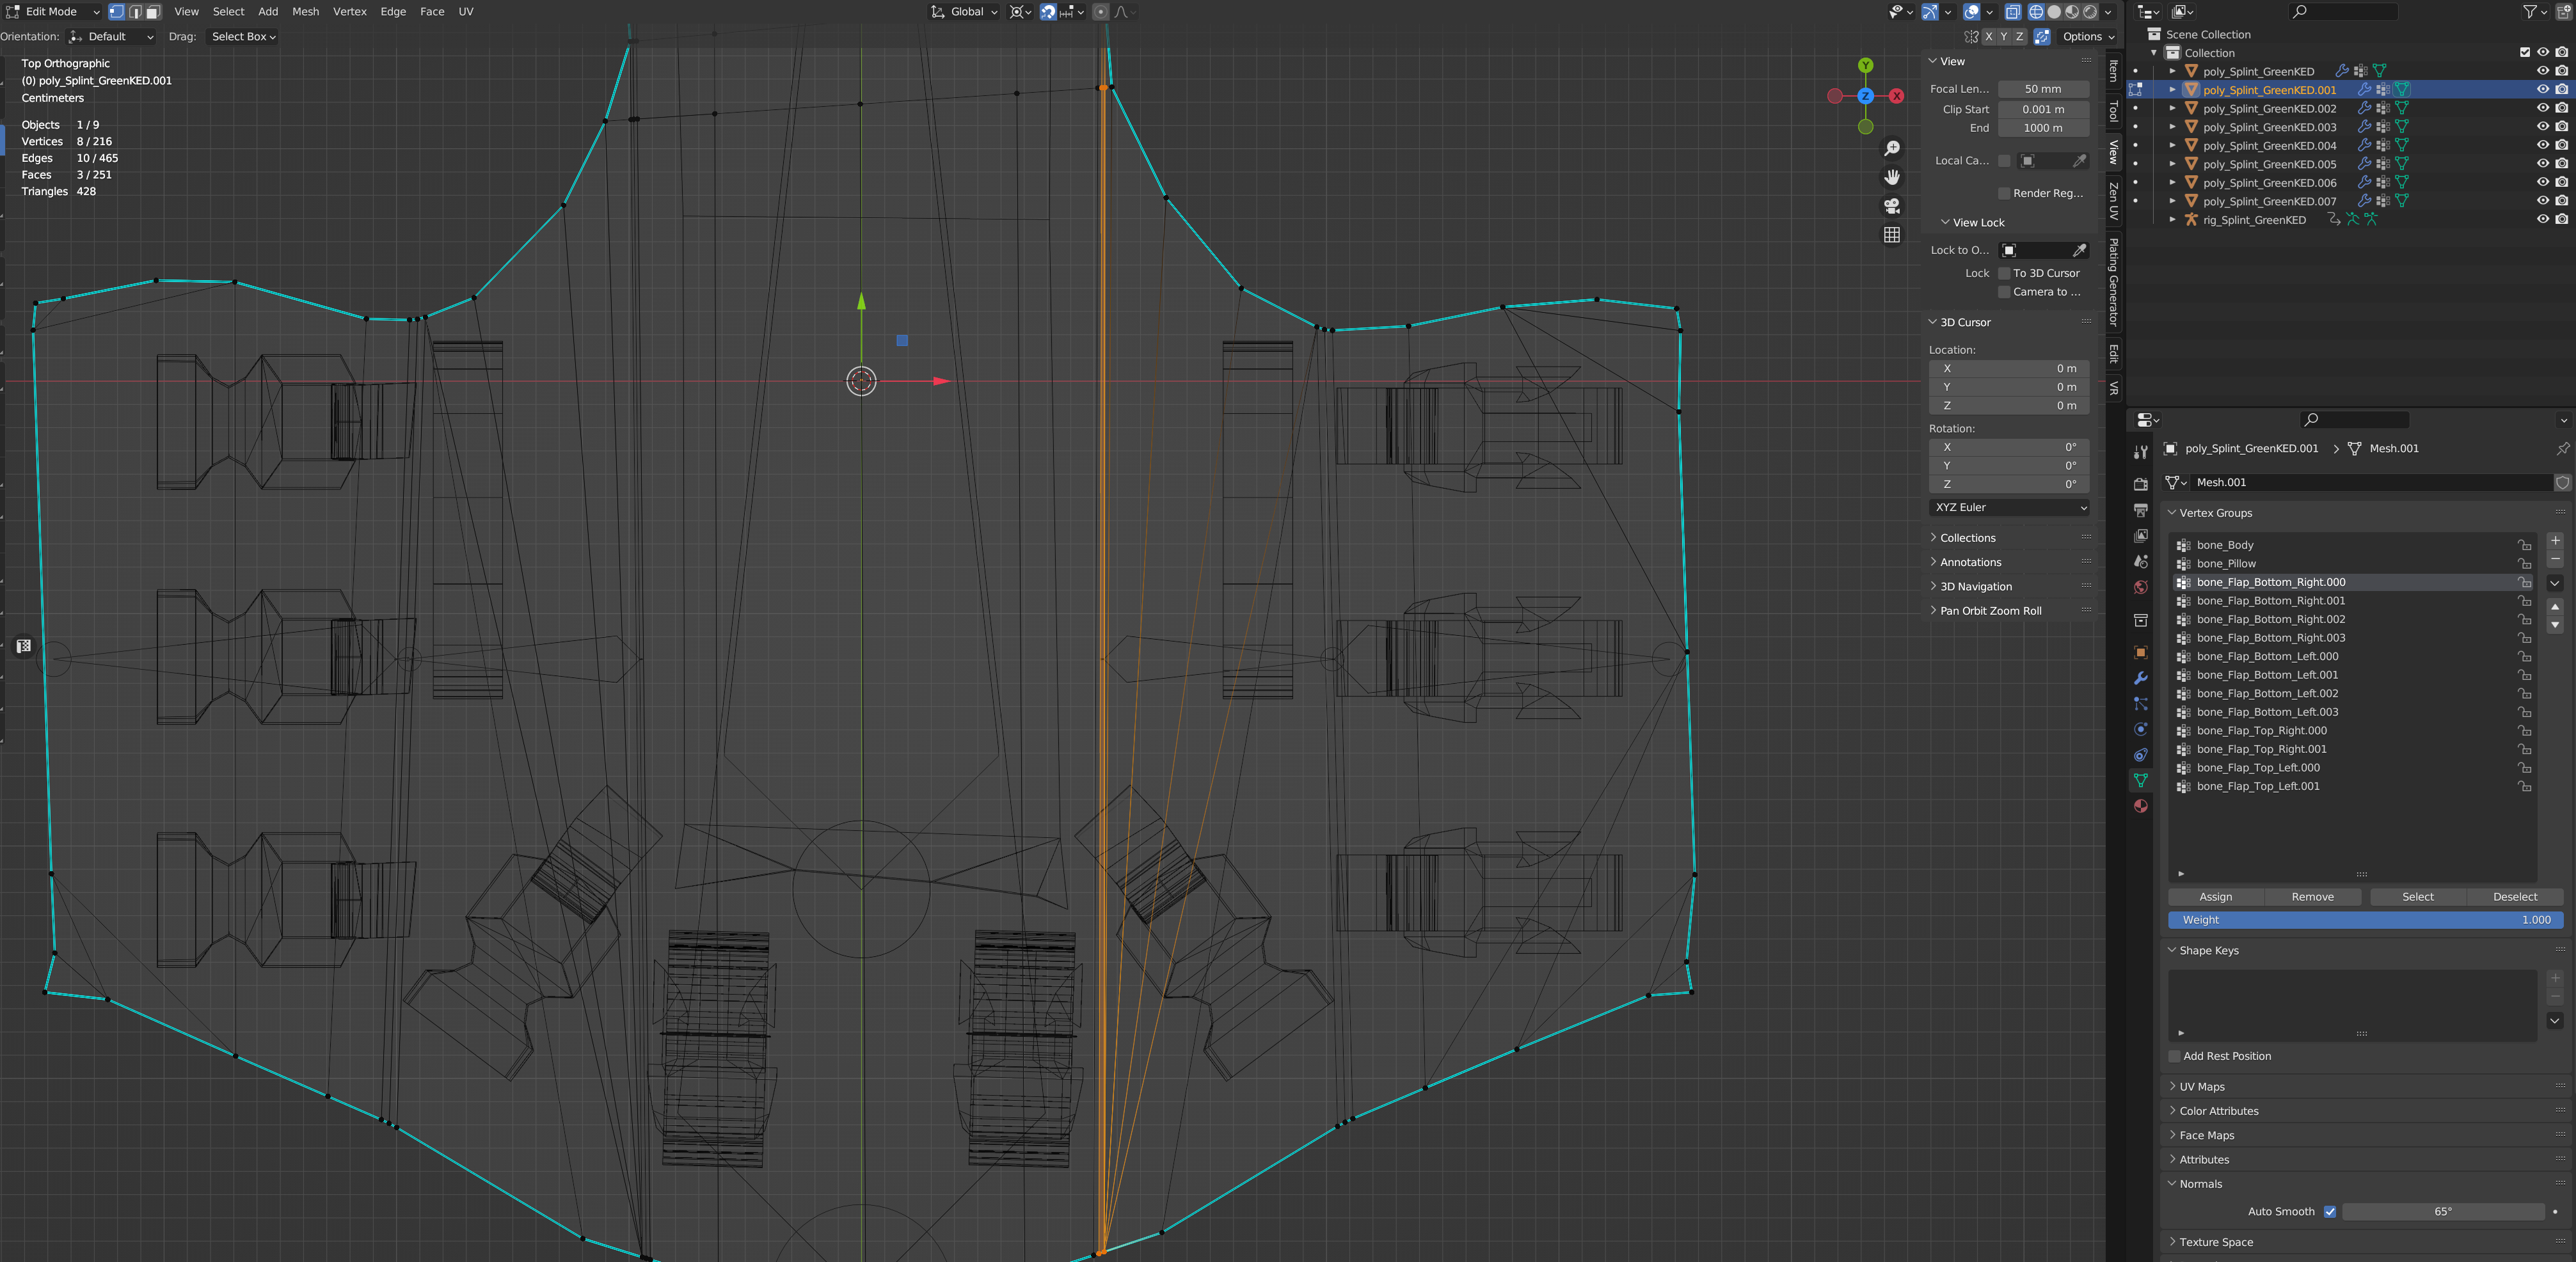 Edit Mode View Select Add Mesh Vertex Edge Face UV Global
Orientation: Default Drag: Select Box X Y Z Options
Top Orthographic
(0) poly_Splint_GreenKED.001
Centimeters
Objects 1 / 9
Vertices 8 / 216
Edges 10 / 465
Faces 3 / 251
Triangles 428
Y
Z
X
View
Focal Len... 50 mm
Clip Start 0.001 m
End 1000 m
Local Ca...
Render Reg...
View Lock
Lock to O...
Lock To 3D Cursor
Camera to ...
3D Cursor
Location:
X 0 m
Y 0 m
Z 0 m
Rotation:
X 0°
Y 0°
Z 0°
XYZ Euler
Collections
Annotations
3D Navigation
Pan Orbit Zoom Roll
Item
Tool
View
Zen UV
Plating Generator
Edit
VR
Scene Collection
Collection
poly_Splint_GreenKED
poly_Splint_GreenKED.001
poly_Splint_GreenKED.002
poly_Splint_GreenKED.003
poly_Splint_GreenKED.004
poly_Splint_GreenKED.005
poly_Splint_GreenKED.006
poly_Splint_GreenKED.007
rig_Splint_GreenKED
poly_Splint_GreenKED.001 Mesh.001
Mesh.001
Vertex Groups
bone_Body
bone_Pillow
bone_Flap_Bottom_Right.000
bone_Flap_Bottom_Right.001
bone_Flap_Bottom_Right.002
bone_Flap_Bottom_Right.003
bone_Flap_Bottom_Left.000
bone_Flap_Bottom_Left.001
bone_Flap_Bottom_Left.002
bone_Flap_Bottom_Left.003
bone_Flap_Top_Right.000
bone_Flap_Top_Right.001
bone_Flap_Top_Left.000
bone_Flap_Top_Left.001
Assign Remove Select Deselect
Weight 1.000
Shape Keys
Add Rest Position
UV Maps
Color Attributes
Face Maps
Attributes
Normals
Auto Smooth 65°
Texture Space